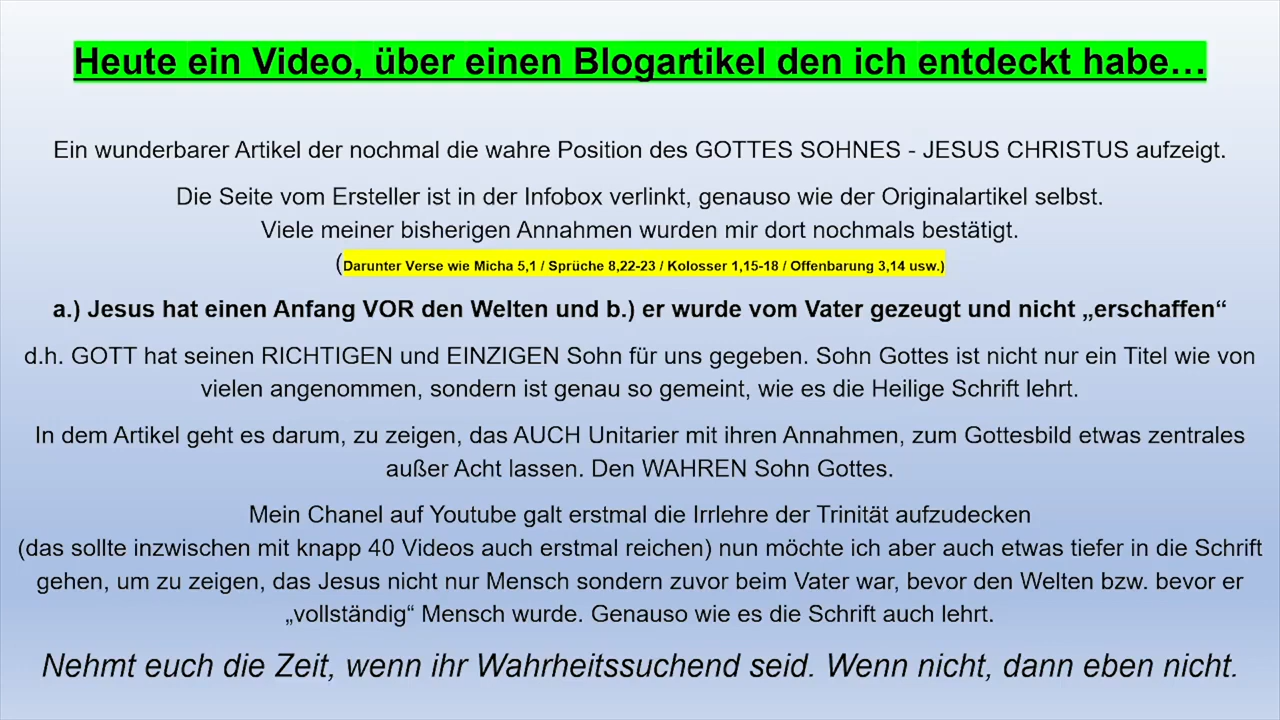 Heute ein Video, über einen Blogartikel den ich entdeckt habe…
Ein wunderbarer Artikel der nochmal die wahre Position des GOTTES SOHNES - JESUS CHRISTUS aufzeigt.
Die Seite vom Ersteller ist in der Infobox verlinkt, genauso wie der Originalartikel selbst.
Viele meiner bisherigen Annahmen wurden mir dort nochmals bestätigt.
(Darunter Verse wie Micha 5,1 / Sprüche 8,22-23 / Kolosser 1,15-18 / Offenbarung 3,14 usw.)
a.) Jesus hat einen Anfang VOR den Welten und b.) er wurde vom Vater gezeugt und nicht „erschaffen“
d.h. GOTT hat seinen RICHTIGEN und EINZIGEN Sohn für uns gegeben. Sohn Gottes ist nicht nur ein Titel wie von
vielen angenommen, sondern ist genau so gemeint, wie es die Heilige Schrift lehrt.
In dem Artikel geht es darum, zu zeigen, das AUCH Unitarier mit ihren Annahmen, zum Gottesbild etwas zentrales
außer Acht lassen. Den WAHREN Sohn Gottes.
Mein Chanel auf Youtube galt erstmal die Irrlehre der Trinität aufzudecken
(das sollte inzwischen mit knapp 40 Videos auch erstmal reichen) nun möchte ich aber auch etwas tiefer in die Schrift
gehen, um zu zeigen, das Jesus nicht nur Mensch sondern zuvor beim Vater war, bevor den Welten bzw. bevor er
„vollständig“ Mensch wurde. Genauso wie es die Schrift auch lehrt.
Nehmt euch die Zeit, wenn ihr Wahrheitssuchend seid. Wenn nicht, dann eben nicht.